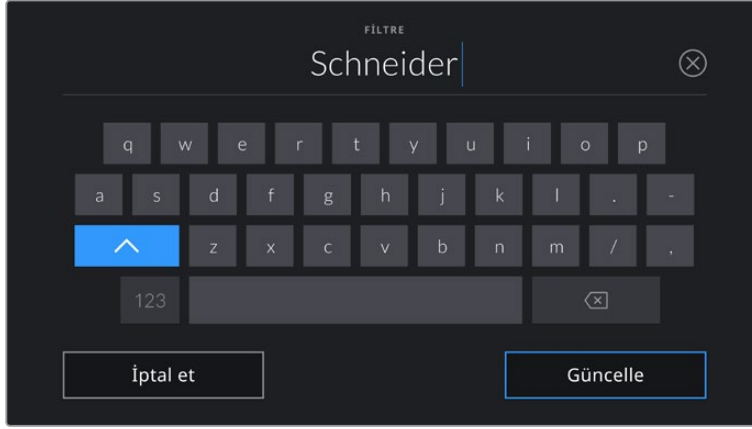 FİLTRE
Schneider
q w e r t y u i o p
a s d f g h j k l . -
z x c v b n m / ,
123
İptal et Güncelle